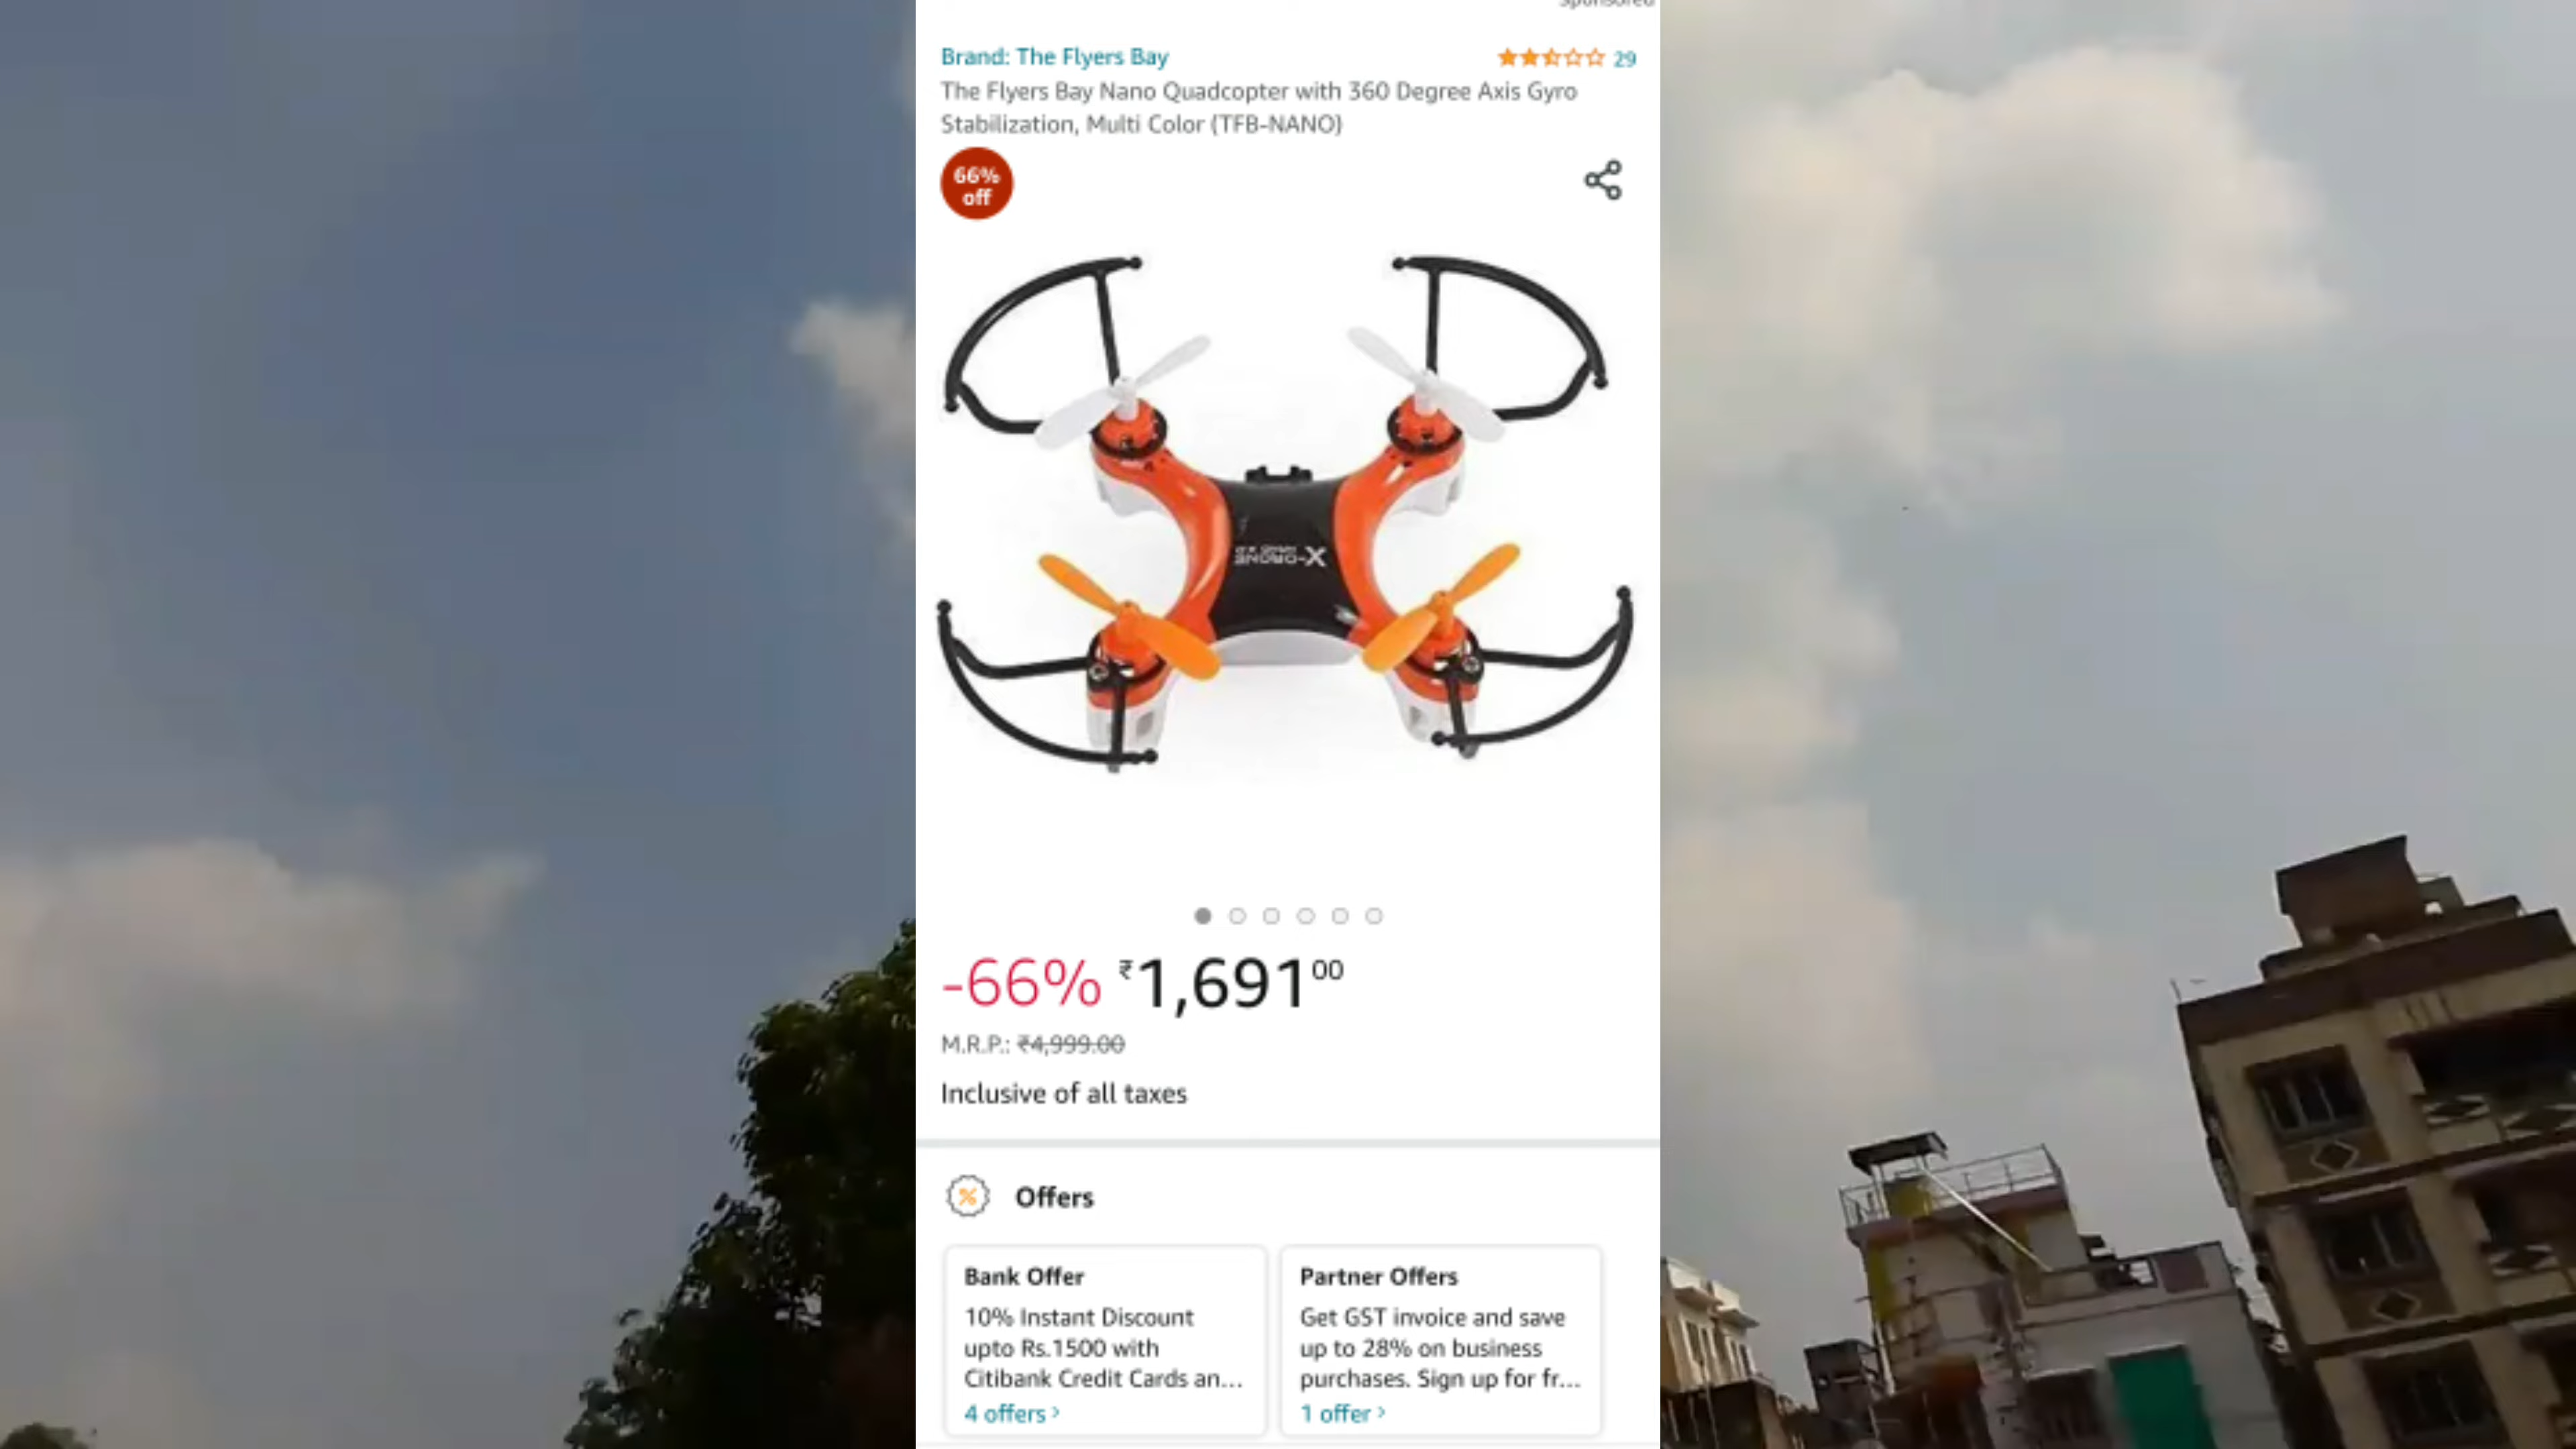 Sponsored
Brand: The Flyers Bay
29
The Flyers Bay Nano Quadcopter with 360 Degree Axis Gyro
Stabilization, Multi Color (TFB-NANO)
66%
off
X-DRONE
-66% ₹1,691⁰⁰
M.R.P.: ₹4,999.00
Inclusive of all taxes
Offers
Bank Offer
10% Instant Discount
upto Rs.1500 with
Citibank Credit Cards an...
4 offers ›
Partner Offers
Get GST invoice and save
up to 28% on business
purchases. Sign up for fr...
1 offer ›